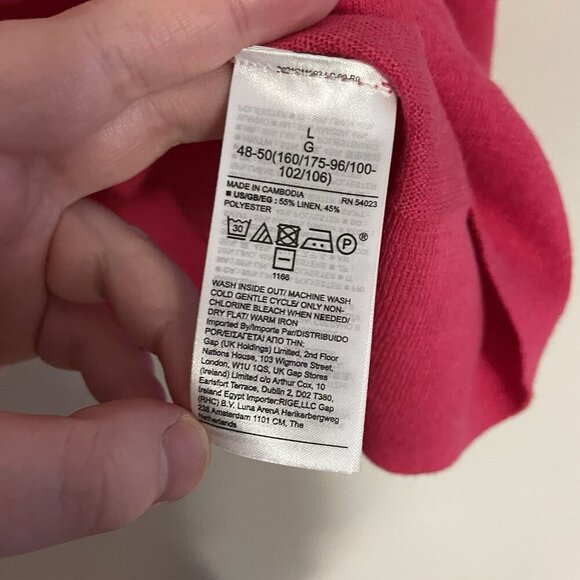 L
G
48-50(160/175-96/100-
102/106)
MADE IN CAMBODIA RN 54023
■ US/GB/EG : 55% LINEN, 45%
POLYESTER
30 P ®
1166
WASH INSIDE OUT/ MACHINE WASH
COLD GENTLE CYCLE/ ONLY NON-
CHLORINE BLEACH WHEN NEEDED/
DRY FLAT/ WARM IRON
Imported By/Importe Par/DISTRIBUIDO
POR/ΕΙΣΑΓΕΤΑΙ ΑΠΟ ΤΗΝ:
Gap (UK Holdings) Limited, 2nd Floor
Nations House, 103 Wigmore Street,
London, W1U 1QS, UK Gap Stores
(Ireland) Limited c/o Arthur Cox, 10
Earlsfort Terrace, Dublin 2, D02 T380,
Ireland Egypt Importer:RIGE,LLC Gap
(RHC) B.V. Luna ArenA Herikerbergweg
238 Amsterdam 1101 CM, The
Netherlands